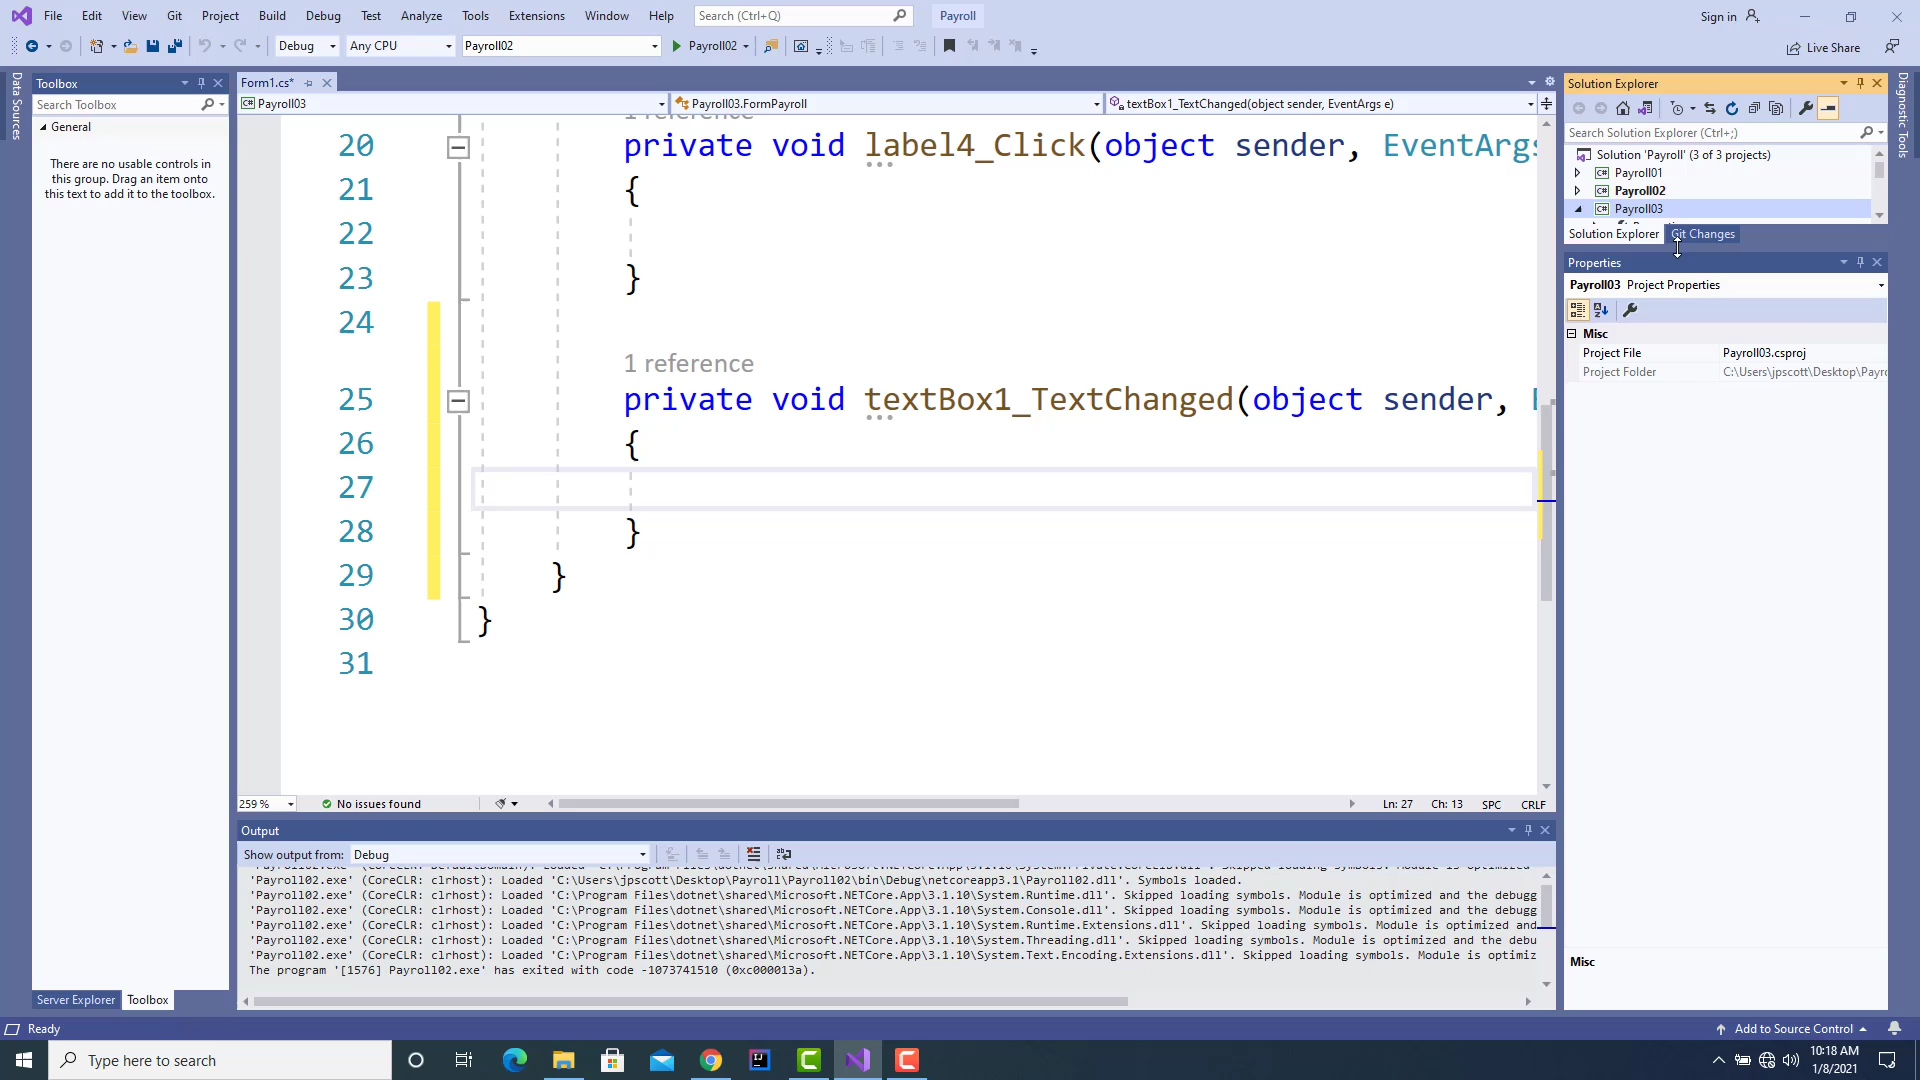 File Edit View Git Project Build Debug Test Analyze Tools Extensions Window Help Search (Ctrl+Q) Payroll Sign in
Debug Any CPU Payroll02 Payroll02 Live Share
Data Sources
Toolbox
Search Toolbox
General
There are no usable controls in
this group. Drag an item onto
this text to add it to the toolbox.
Server Explorer Toolbox
Form1.cs*
Payroll03 Payroll03.FormPayroll textBox1_TextChanged(object sender, EventArgs e)
1 reference
20 private void label4_Click(object sender, EventArgs
21 {
22
23 }
24
1 reference
25 private void textBox1_TextChanged(object sender, E
26 {
27
28 }
29 }
30 }
31
259 % No issues found Ln: 27 Ch: 13 SPC CRLF
Output
Show output from: Debug
'Payroll02.exe' (CoreCLR: clrhost): Loaded 'C:\Users\jpscott\Desktop\Payroll\Payroll02\bin\Debug\netcoreapp3.1\Payroll02.dll'. Symbols loaded.
'Payroll02.exe' (CoreCLR: clrhost): Loaded 'C:\Program Files\dotnet\shared\Microsoft.NETCore.App\3.1.10\System.Runtime.dll'. Skipped loading symbols. Module is optimized and the debugg
'Payroll02.exe' (CoreCLR: clrhost): Loaded 'C:\Program Files\dotnet\shared\Microsoft.NETCore.App\3.1.10\System.Console.dll'. Skipped loading symbols. Module is optimized and the debugg
'Payroll02.exe' (CoreCLR: clrhost): Loaded 'C:\Program Files\dotnet\shared\Microsoft.NETCore.App\3.1.10\System.Runtime.Extensions.dll'. Skipped loading symbols. Module is optimized and
'Payroll02.exe' (CoreCLR: clrhost): Loaded 'C:\Program Files\dotnet\shared\Microsoft.NETCore.App\3.1.10\System.Threading.dll'. Skipped loading symbols. Module is optimized and the debu
'Payroll02.exe' (CoreCLR: clrhost): Loaded 'C:\Program Files\dotnet\shared\Microsoft.NETCore.App\3.1.10\System.Text.Encoding.Extensions.dll'. Skipped loading symbols. Module is optimiz
The program '[1576] Payroll02.exe' has exited with code -1073741510 (0xc000013a).
Solution Explorer
Search Solution Explorer (Ctrl+;)
Solution 'Payroll' (3 of 3 projects)
Payroll01
Payroll02
Payroll03
Solution Explorer Git Changes
Properties
Payroll03 Project Properties
Misc
Project File Payroll03.csproj
Project Folder C:\Users\jpscott\Desktop\Payro
Misc
Diagnostic Tools
Ready Add to Source Control
Type here to search
10:18 AM
1/8/2021